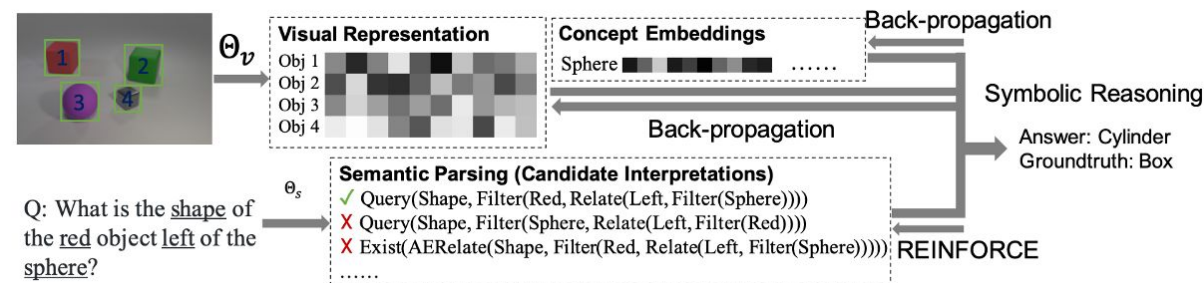 1
2
3
4
Θv
Visual Representation
Obj 1
Obj 2
Obj 3
Obj 4
Concept Embeddings
Sphere ......
Back-propagation
Back-propagation
Symbolic Reasoning
Answer: Cylinder
Groundtruth: Box
Q: What is the shape of
the red object left of the
sphere?
Θs
Semantic Parsing (Candidate Interpretations)
✓ Query(Shape, Filter(Red, Relate(Left, Filter(Sphere))))
X Query(Shape, Filter(Sphere, Relate(Left, Filter(Red))))
X Exist(AERelate(Shape, Filter(Red, Relate(Left, Filter(Sphere)))))
......
REINFORCE